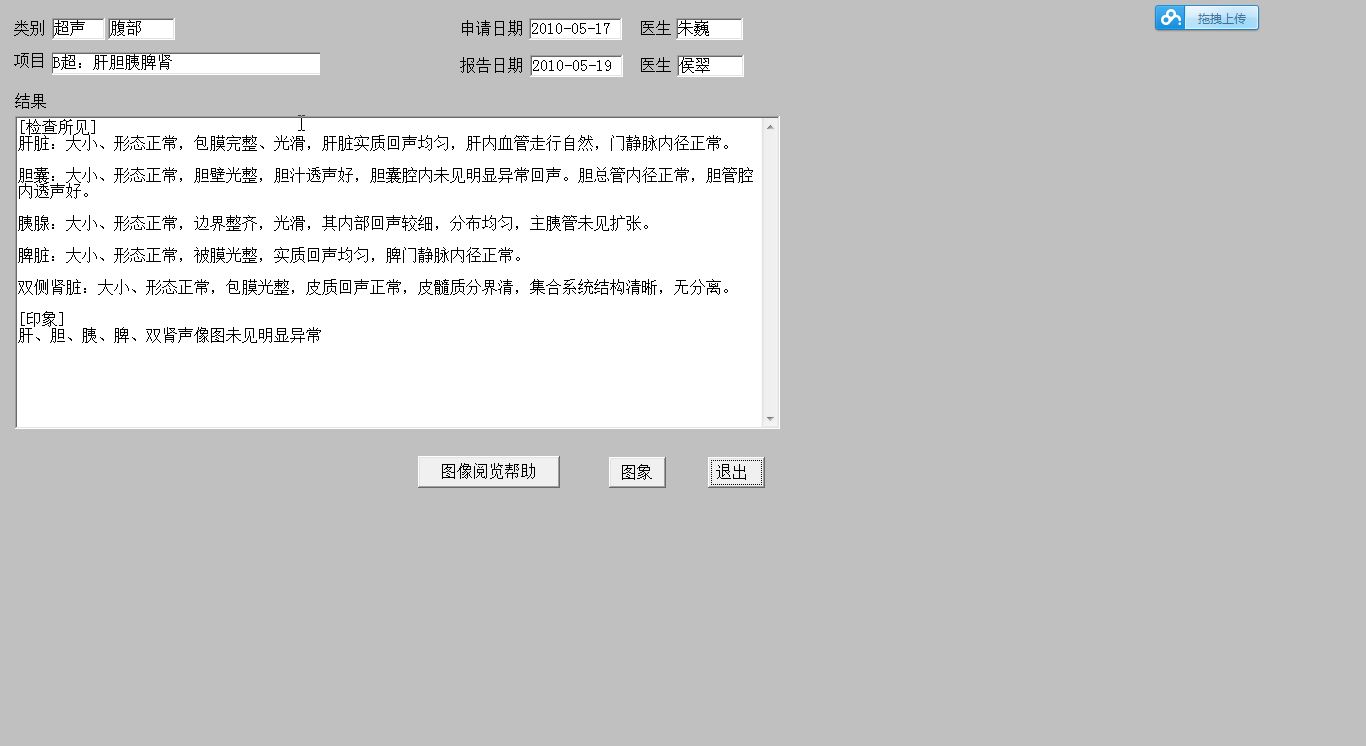 类别 超声 腹部 申请日期 2010-05-17 医生 朱巍
项目 B超：肝胆胰脾肾 报告日期 2010-05-19 医生 侯翠
拖拽上传
结果
[检查所见]
肝脏：大小、形态正常，包膜完整、光滑，肝脏实质回声均匀，肝内血管走行自然，门静脉内径正常。
胆囊：大小、形态正常，胆壁光整，胆汁透声好，胆囊腔内未见明显异常回声。胆总管内径正常，胆管腔
内透声好。
胰腺：大小、形态正常，边界整齐，光滑，其内部回声较细，分布均匀，主胰管未见扩张。
脾脏：大小、形态正常，被膜光整，实质回声均匀，脾门静脉内径正常。
双侧肾脏：大小、形态正常，包膜光整，皮质回声正常，皮髓质分界清，集合系统结构清晰，无分离。
[印象]
肝、胆、胰、脾、双肾声像图未见明显异常
图像阅览帮助 图象 退出